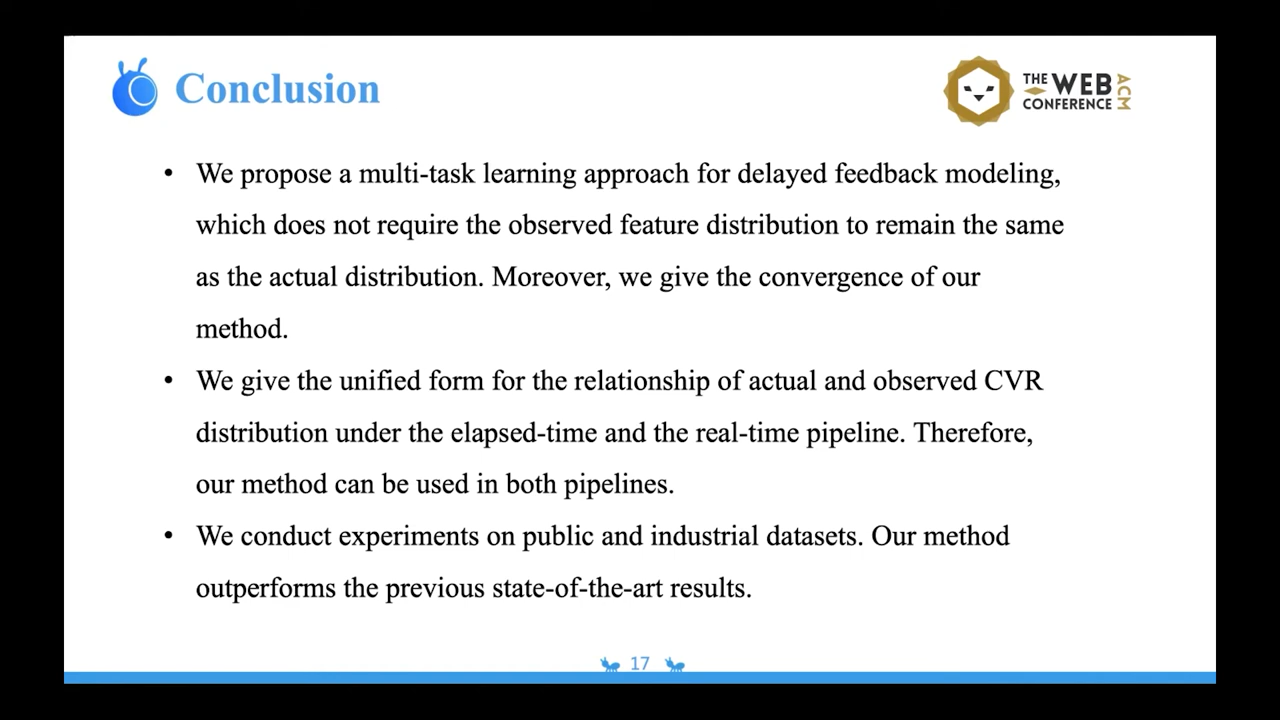 Conclusion
THE WEB CONFERENCE ACM
• We propose a multi-task learning approach for delayed feedback modeling,
which does not require the observed feature distribution to remain the same
as the actual distribution. Moreover, we give the convergence of our
method.
• We give the unified form for the relationship of actual and observed CVR
distribution under the elapsed-time and the real-time pipeline. Therefore,
our method can be used in both pipelines.
• We conduct experiments on public and industrial datasets. Our method
outperforms the previous state-of-the-art results.
17